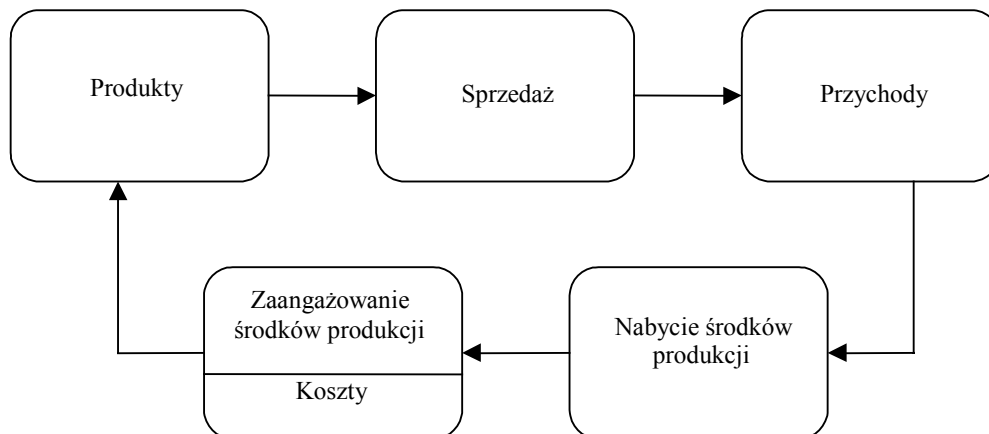 Produkty
Sprzedaż
Przychody
Zaangażowanie
środków produkcji
Koszty
Nabycie środków
produkcji